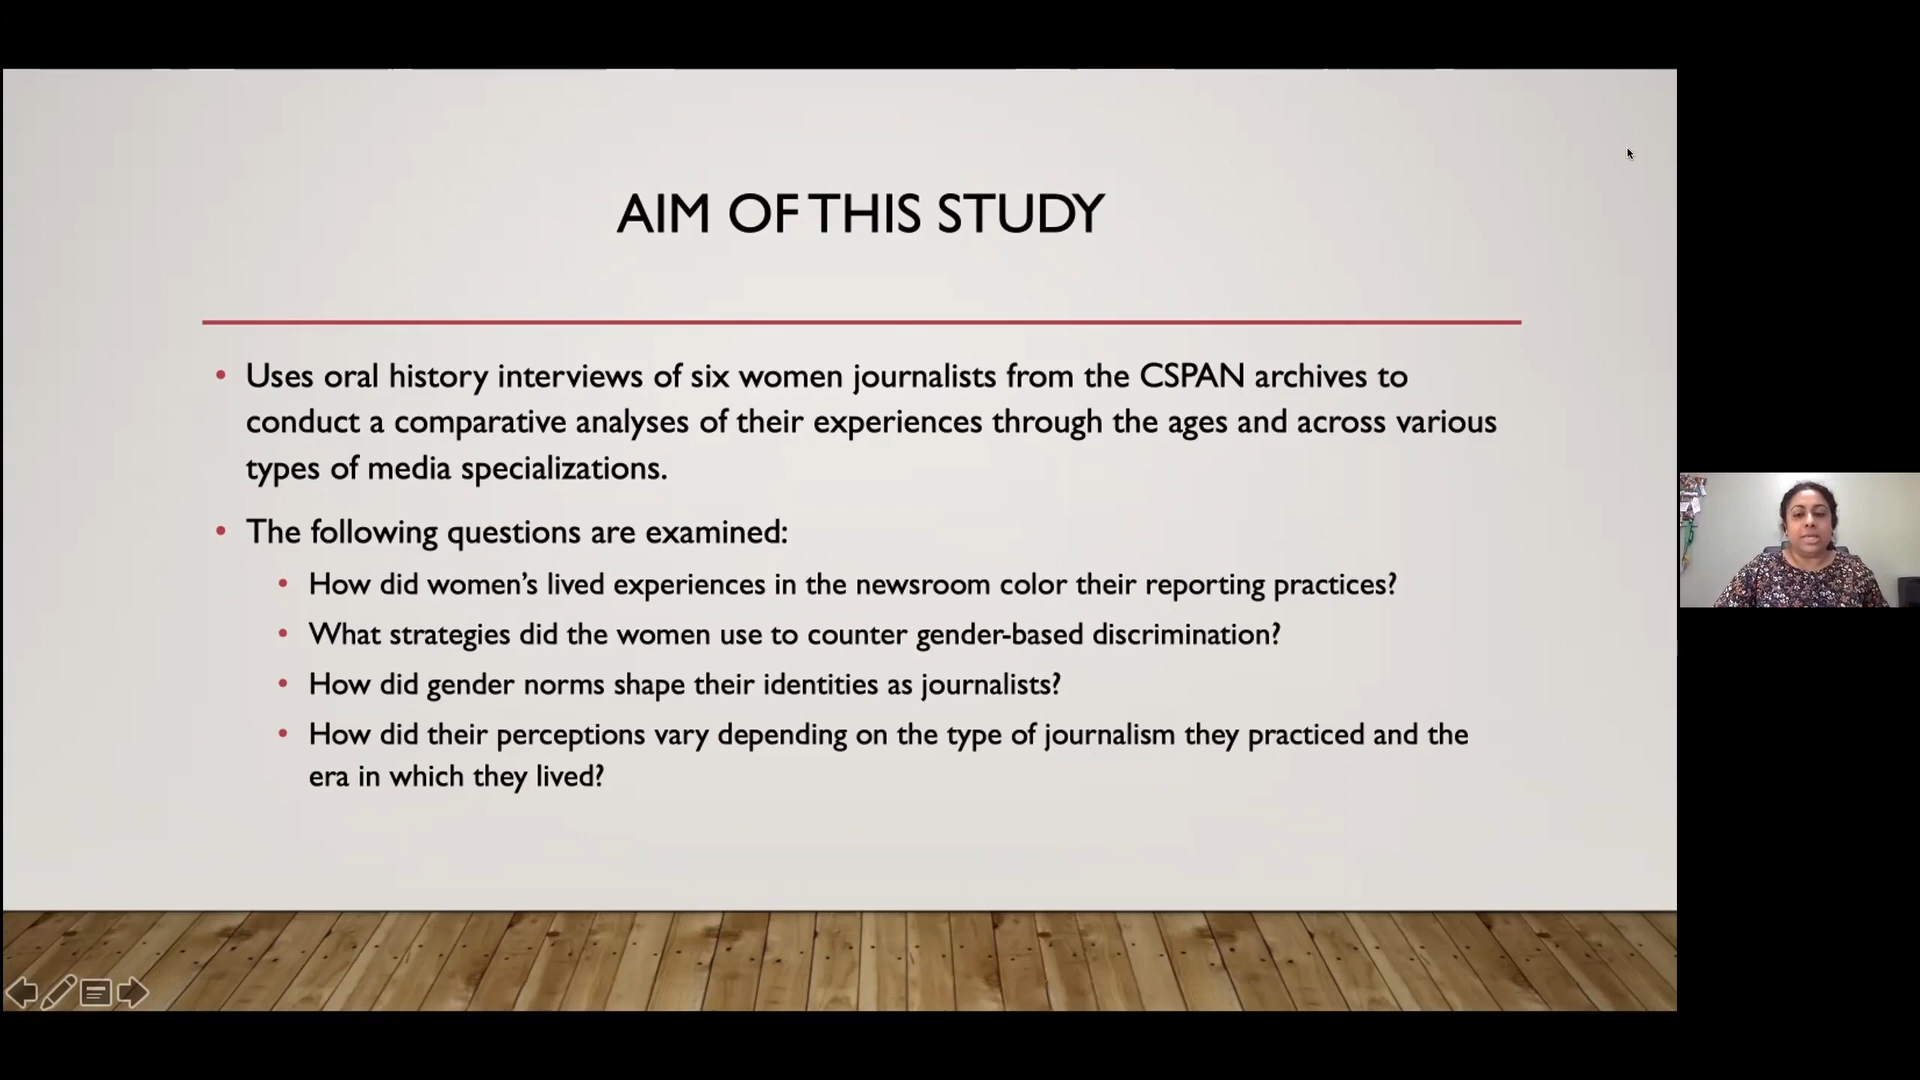 AIM OF THIS STUDY
• Uses oral history interviews of six women journalists from the CSPAN archives to
conduct a comparative analyses of their experiences through the ages and across various
types of media specializations.
• The following questions are examined:
• How did women’s lived experiences in the newsroom color their reporting practices?
• What strategies did the women use to counter gender-based discrimination?
• How did gender norms shape their identities as journalists?
• How did their perceptions vary depending on the type of journalism they practiced and the
era in which they lived?